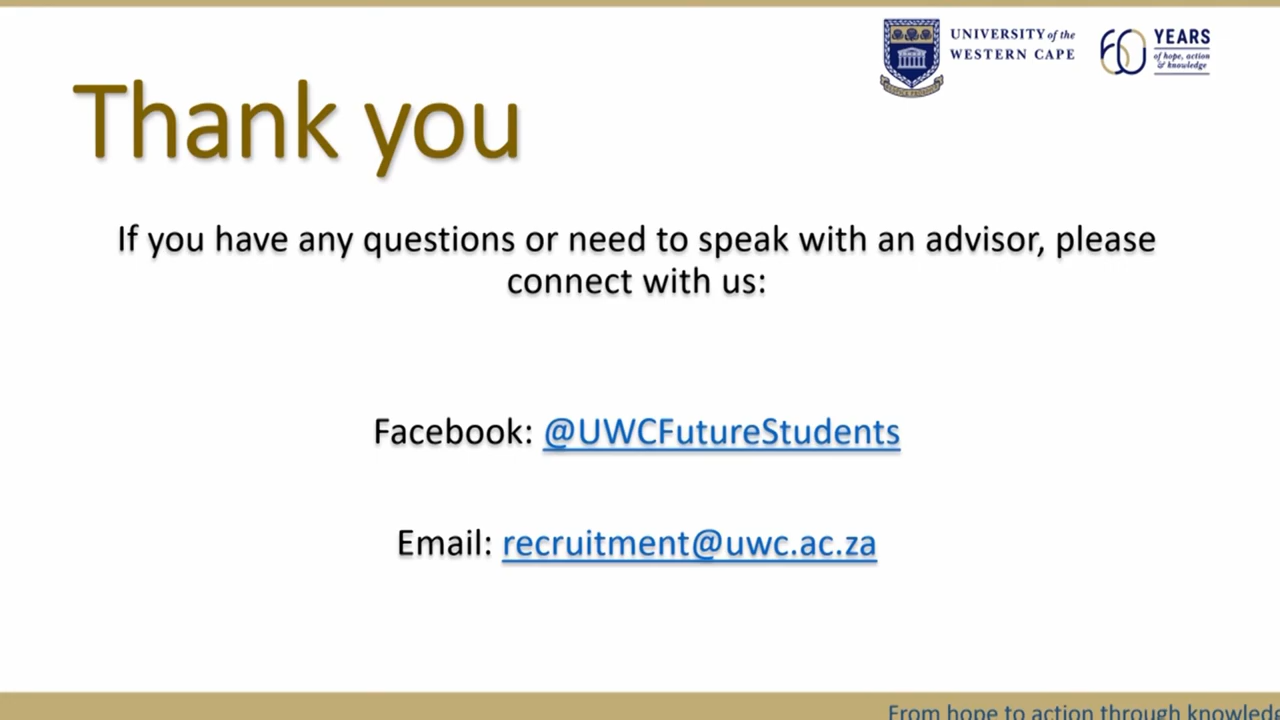 UNIVERSITY of the
WESTERN CAPE
60 YEARS
of hope, action
& knowledge
Thank you
If you have any questions or need to speak with an advisor, please
connect with us:
Facebook: @UWCFutureStudents
Email: recruitment@uwc.ac.za
From hope to action through